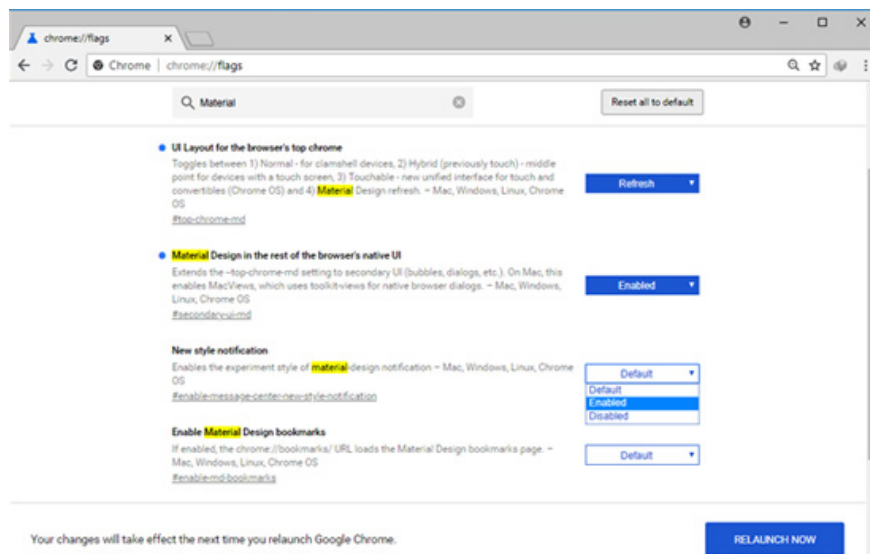 chrome://flags
Chrome | chrome://flags
Material
Reset all to default
UI Layout for the browser's top chrome
Toggles between 1) Normal - for clamshell devices, 2) Hybrid (previously touch) - middle
point for devices with a touch screen, 3) Touchable - new unified interface for touch and
convertibles (Chrome OS) and 4) Material Design refresh. – Mac, Windows, Linux, Chrome
OS
#top-chrome-md
Refresh
Material Design in the rest of the browser's native UI
Extends the --top-chrome-md setting to secondary UI (bubbles, dialogs, etc.). On Mac, this
enables MacViews, which uses toolkit-views for native browser dialogs. – Mac, Windows,
Linux, Chrome OS
#secondary-ui-md
Enabled
New style notification
Enables the experiment style of material-design notification – Mac, Windows, Linux, Chrome
OS
#enable-message-center-new-style-notification
Default
Default
Enabled
Disabled
Enable Material Design bookmarks
If enabled, the chrome://bookmarks/ URL loads the Material Design bookmarks page. –
Mac, Windows, Linux, Chrome OS
#enable-md-bookmarks
Default
Your changes will take effect the next time you relaunch Google Chrome.
RELAUNCH NOW